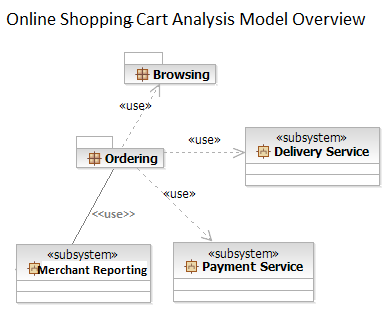 Online Shopping Cart Analysis Model Overview
Browsing
«use»
Ordering
«use»
«subsystem»
Delivery Service
«use»
<<use>>
«subsystem»
Merchant Reporting
«subsystem»
Payment Service